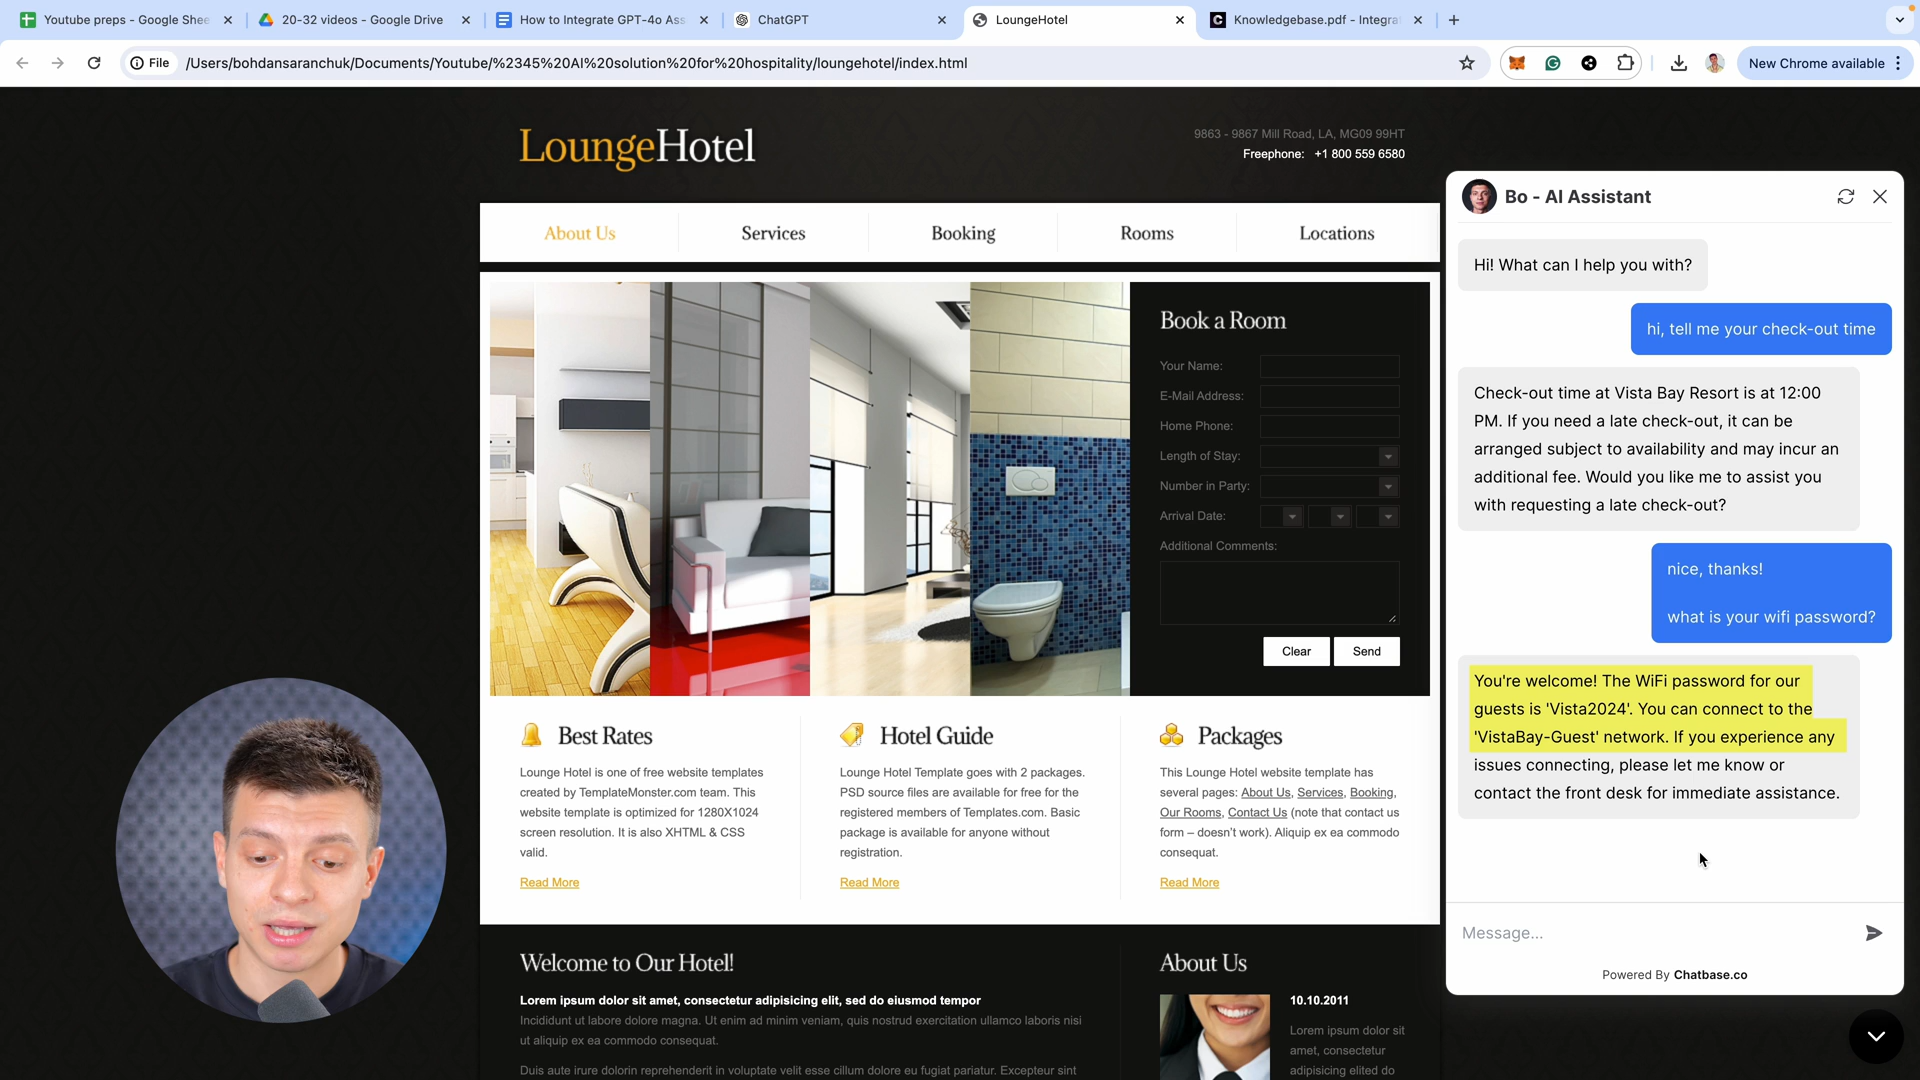 Youtube preps - Google Shee
20-32 videos - Google Drive
How to Integrate GPT-4o Ass
ChatGPT
LoungeHotel
Knowledgebase.pdf - Integra
File
/Users/bohdansaranchuk/Documents/Youtube/%2345%20AI%20solution%20for%20hospitality/loungehotel/index.html
New Chrome available
LoungeHotel
9863 - 9867 Mill Road, LA, MG09 99HT
Freephone: +1 800 559 6580
About Us
Services
Booking
Rooms
Locations
Book a Room
Your Name:
E-Mail Address:
Home Phone:
Length of Stay:
Number in Party:
Arrival Date:
Additional Comments:
Clear
Send
Best Rates
Lounge Hotel is one of free website templates
created by TemplateMonster.com team. This
website template is optimized for 1280X1024
screen resolution. It is also XHTML & CSS
valid.
Read More
Hotel Guide
Lounge Hotel Template goes with 2 packages.
PSD source files are available for free for the
registered members of Templates.com. Basic
package is available for anyone without
registration.
Read More
Packages
This Lounge Hotel website template has
several pages: About Us, Services, Booking,
Our Rooms, Contact Us (note that contact us
form – doesn't work). Aliquip ex ea commodo
consequat.
Read More
Welcome to Our Hotel!
Lorem ipsum dolor sit amet, consectetur adipisicing elit, sed do eiusmod tempor
Incididunt ut labore dolore magna. Ut enim ad minim veniam, quis nostrud exercitation ullamco laboris nisi
ut aliquip ex ea commodo consequat.
Duis aute irure dolorin reprehenderit in voluptate velit esse cillum dolore eu fugiat pariatur. Excepteur sint
About Us
10.10.2011
Lorem ipsum dolor sit
amet, consectetur
adipisicing elited do
Bo - AI Assistant
Hi! What can I help you with?
hi, tell me your check-out time
Check-out time at Vista Bay Resort is at 12:00
PM. If you need a late check-out, it can be
arranged subject to availability and may incur an
additional fee. Would you like me to assist you
with requesting a late check-out?
nice, thanks!
what is your wifi password?
You're welcome! The WiFi password for our
guests is 'Vista2024'. You can connect to the
'VistaBay-Guest' network. If you experience any
issues connecting, please let me know or
contact the front desk for immediate assistance.
Message...
Powered By Chatbase.co